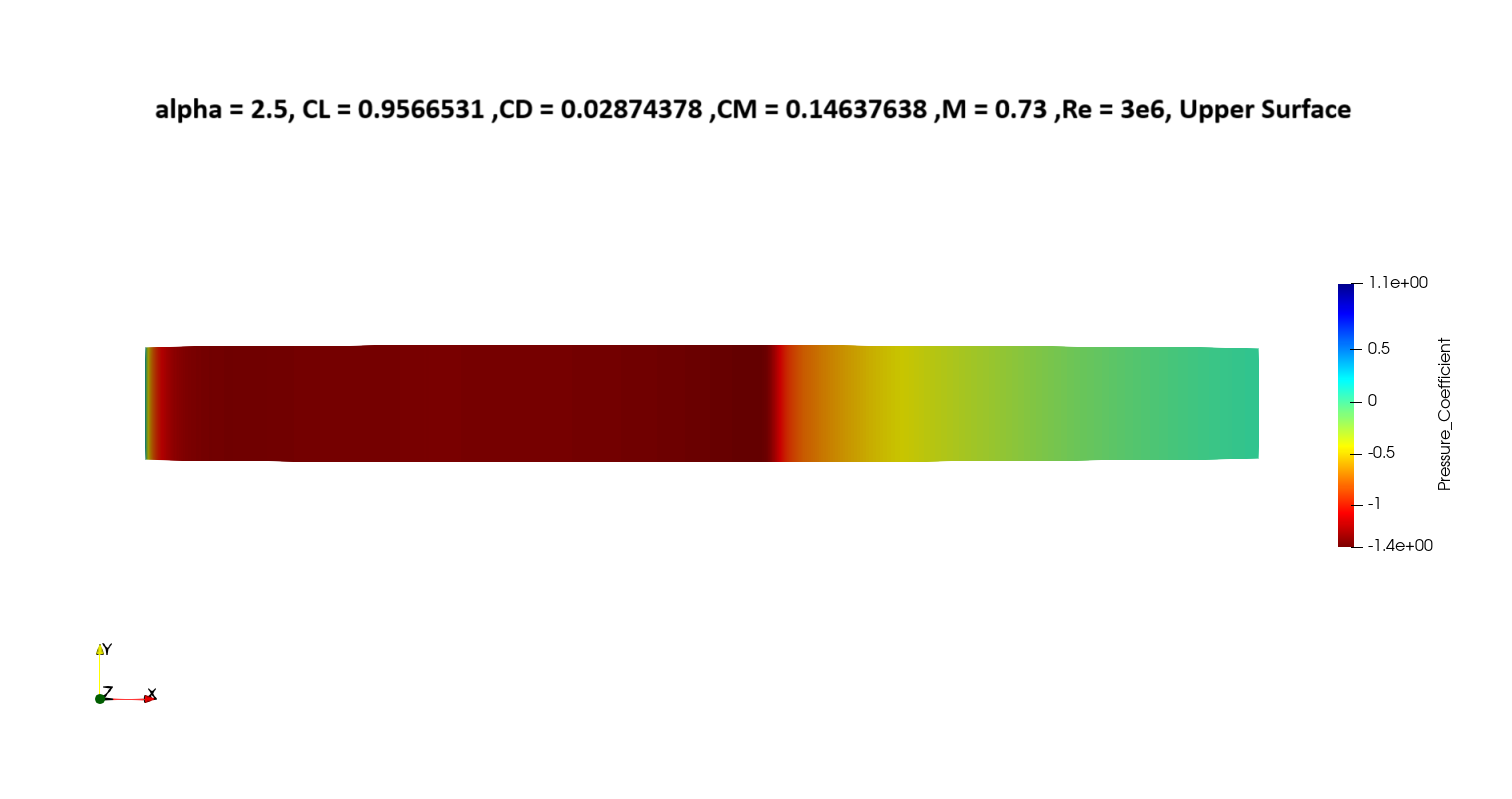 alpha = 2.5, CL = 0.9566531 ,CD = 0.02874378 ,CM = 0.14637638 ,M = 0.73 ,Re = 3e6, Upper Surface
1.1e+00
0.5
0
-0.5
-1
-1.4e+00
Pressure_Coefficient
Y
Z
X